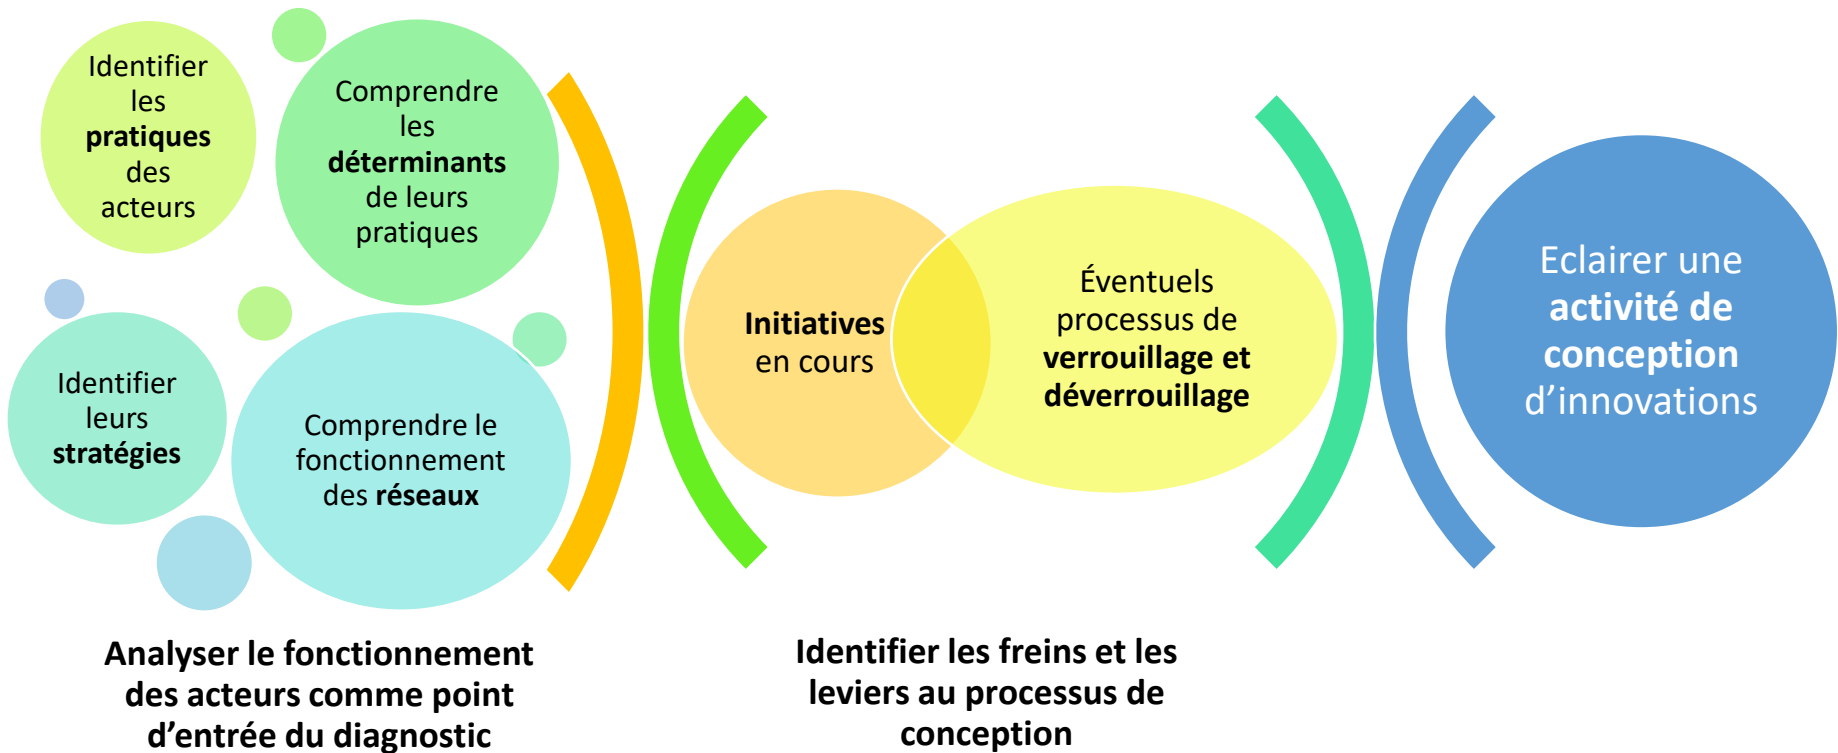 Identifier
les
pratiques
des
acteurs
Comprendre
les
déterminants
de leurs
pratiques
Identifier
leurs
stratégies
Comprendre le
fonctionnement
des réseaux
Analyser le fonctionnement
des acteurs comme point
d’entrée du diagnostic
Initiatives
en cours
Éventuels
processus de
verrouillage et
déverrouillage
Identifier les freins et les
leviers au processus de
conception
Eclairer une
activité de
conception
d’innovations